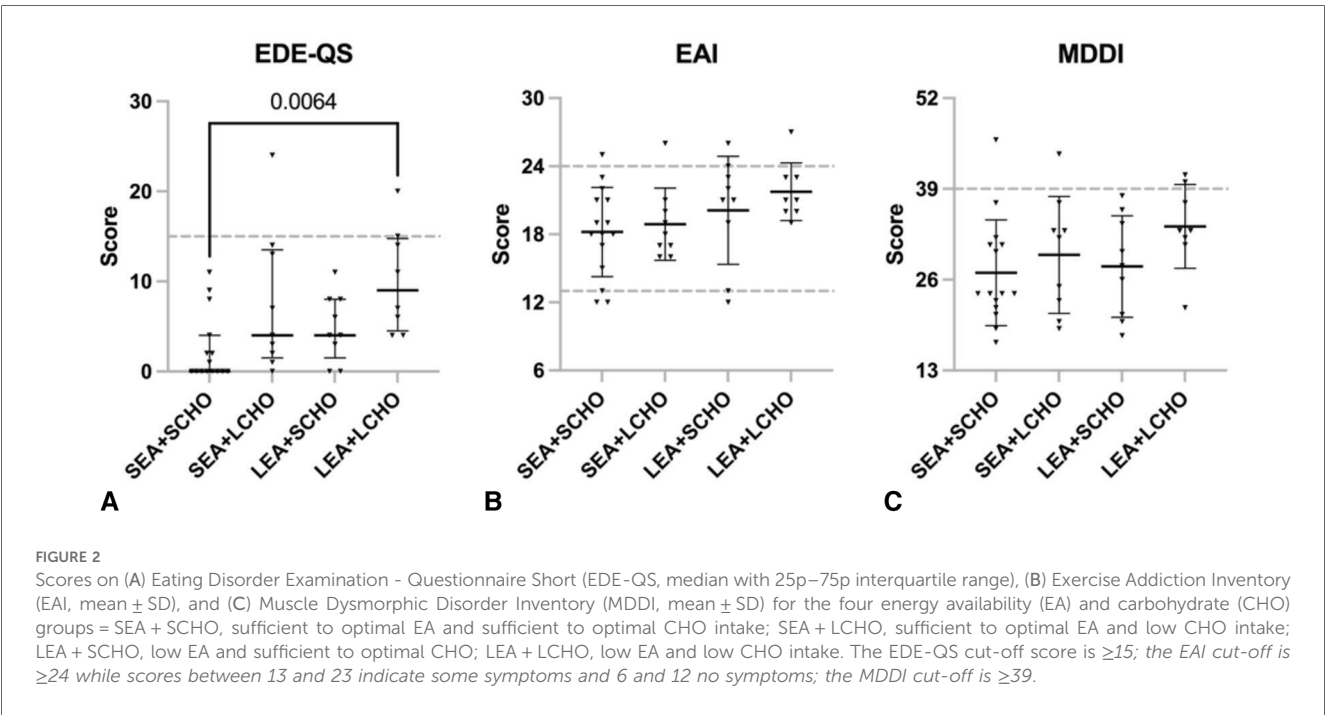 EDE-QS
0.0064
30
20
10
0
Score
SEA+SCHO
SEA+LCHO
LEA+SCHO
LEA+LCHO
A
EAI
30
24
18
12
6
Score
SEA+SCHO
SEA+LCHO
LEA+SCHO
LEA+LCHO
B
MDDI
52
39
26
13
Score
SEA+SCHO
SEA+LCHO
LEA+SCHO
LEA+LCHO
C
FIGURE 2
Scores on (A) Eating Disorder Examination - Questionnaire Short (EDE-QS, median with 25p–75p interquartile range), (B) Exercise Addiction Inventory
(EAI, mean ± SD), and (C) Muscle Dysmorphic Disorder Inventory (MDDI, mean ± SD) for the four energy availability (EA) and carbohydrate (CHO)
groups = SEA + SCHO, sufficient to optimal EA and sufficient to optimal CHO intake; SEA + LCHO, sufficient to optimal EA and low CHO intake;
LEA + SCHO, low EA and sufficient to optimal CHO; LEA + LCHO, low EA and low CHO intake. The EDE-QS cut-off score is ≥15; the EAI cut-off is
≥24 while scores between 13 and 23 indicate some symptoms and 6 and 12 no symptoms; the MDDI cut-off is ≥39.